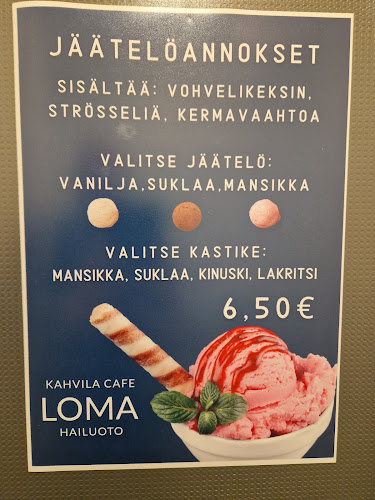 JÄÄTELÖANNOKSET
SISÄLTÄÄ: VOHVELIKEKSIN,
STRÖSSELIÄ, KERMAVAAHTOA
VALITSE JÄÄTELÖ:
VANILJA,SUKLAA,MANSIKKA
VALITSE KASTIKE:
MANSIKKA, SUKLAA, KINUSKI, LAKRITSI
6,50€
KAHVILA CAFE
LOMA
HAILUOTO